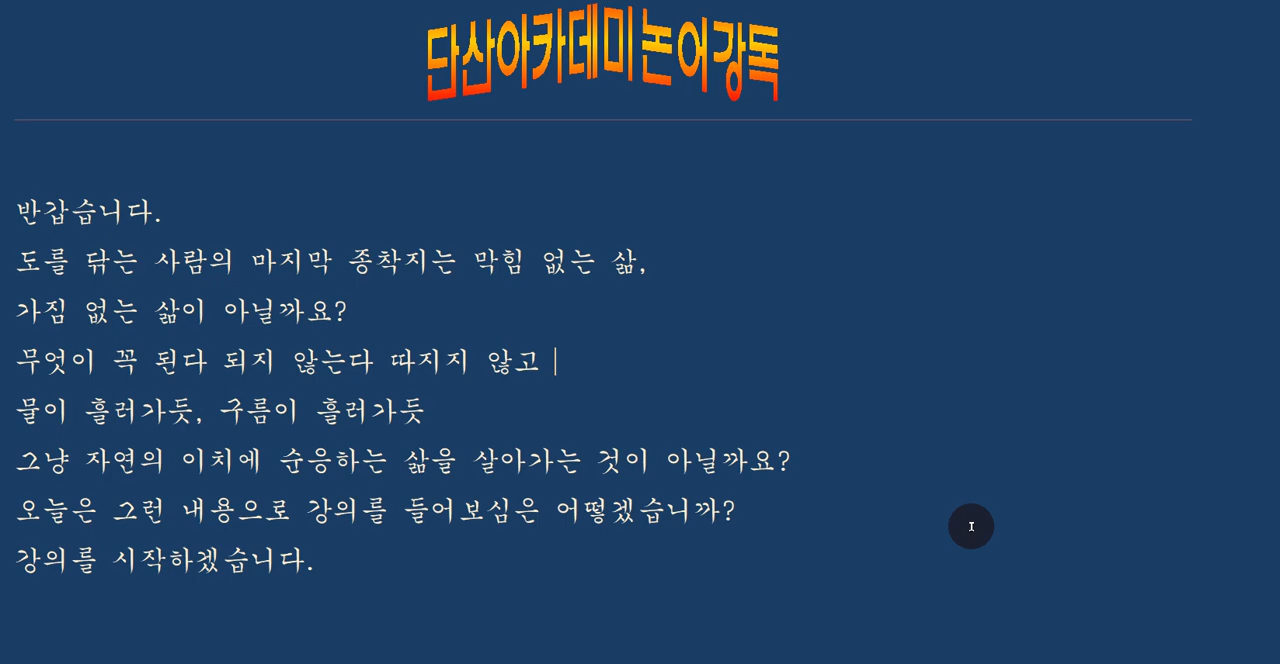 단산아카데미 논어강독
반갑습니다.
도를 닦는 사람의 마지막 종착지는 막힘 없는 삶,
가짐 없는 삶이 아닐까요?
무엇이 꼭 된다 되지 않는다 따지지 않고
물이 흘러가듯, 구름이 흘러가듯
그냥 자연의 이치에 순응하는 삶을 살아가는 것이 아닐까요?
오늘은 그런 내용으로 강의를 들어보심은 어떻겠습니까?
강의를 시작하겠습니다.